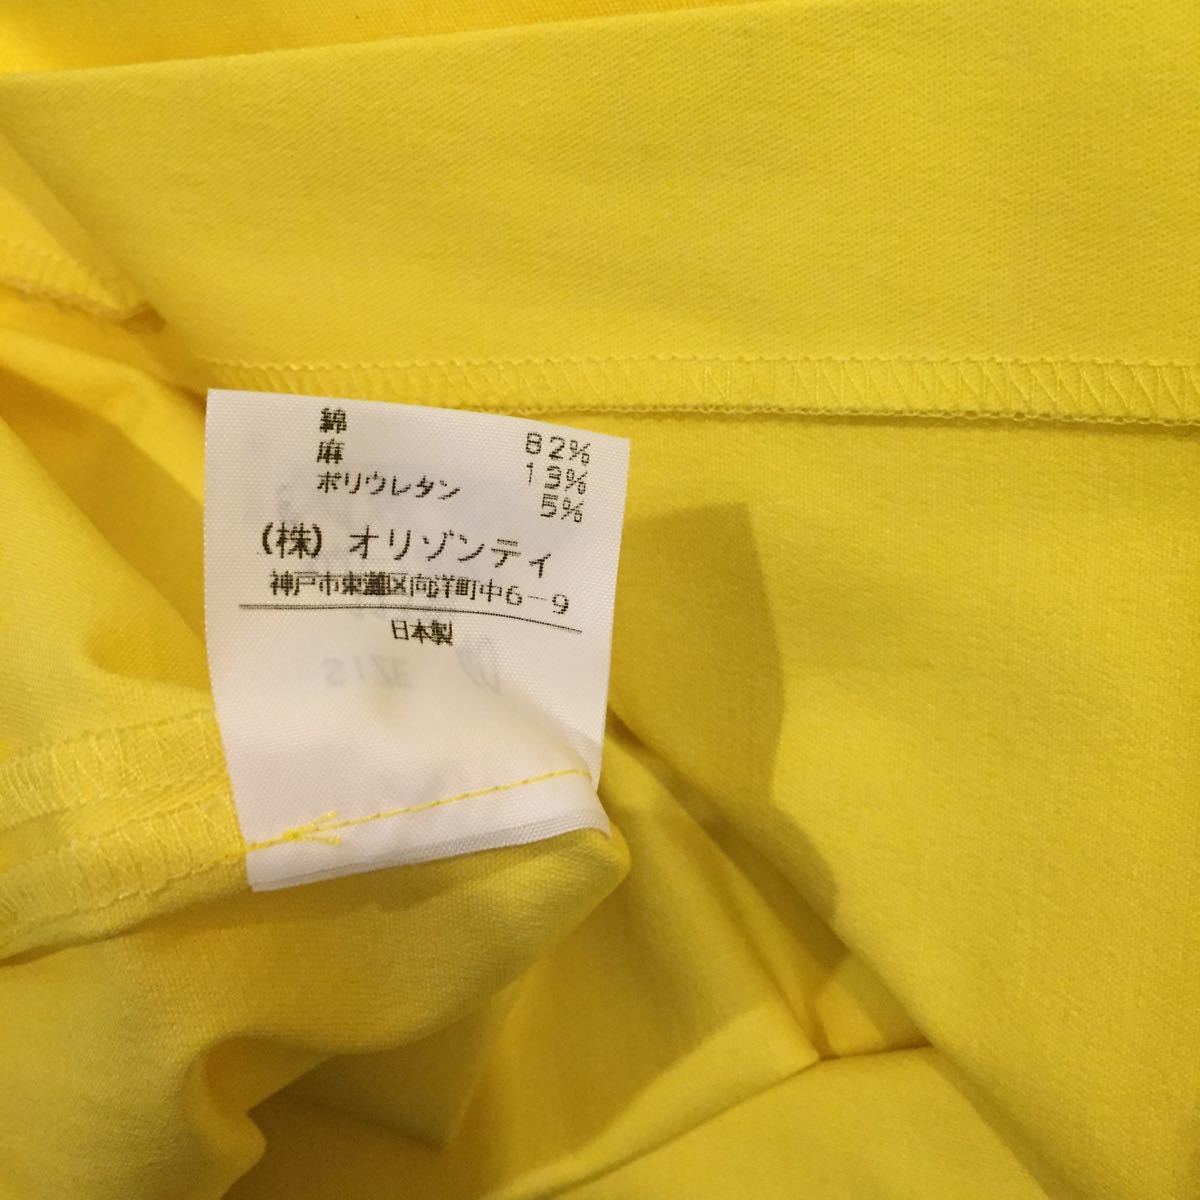 綿 82%
麻 13%
ポリウレタン 5%
(株) オリゾンティ
神戸市東灘区向洋町中6-9
日本製
SIZE